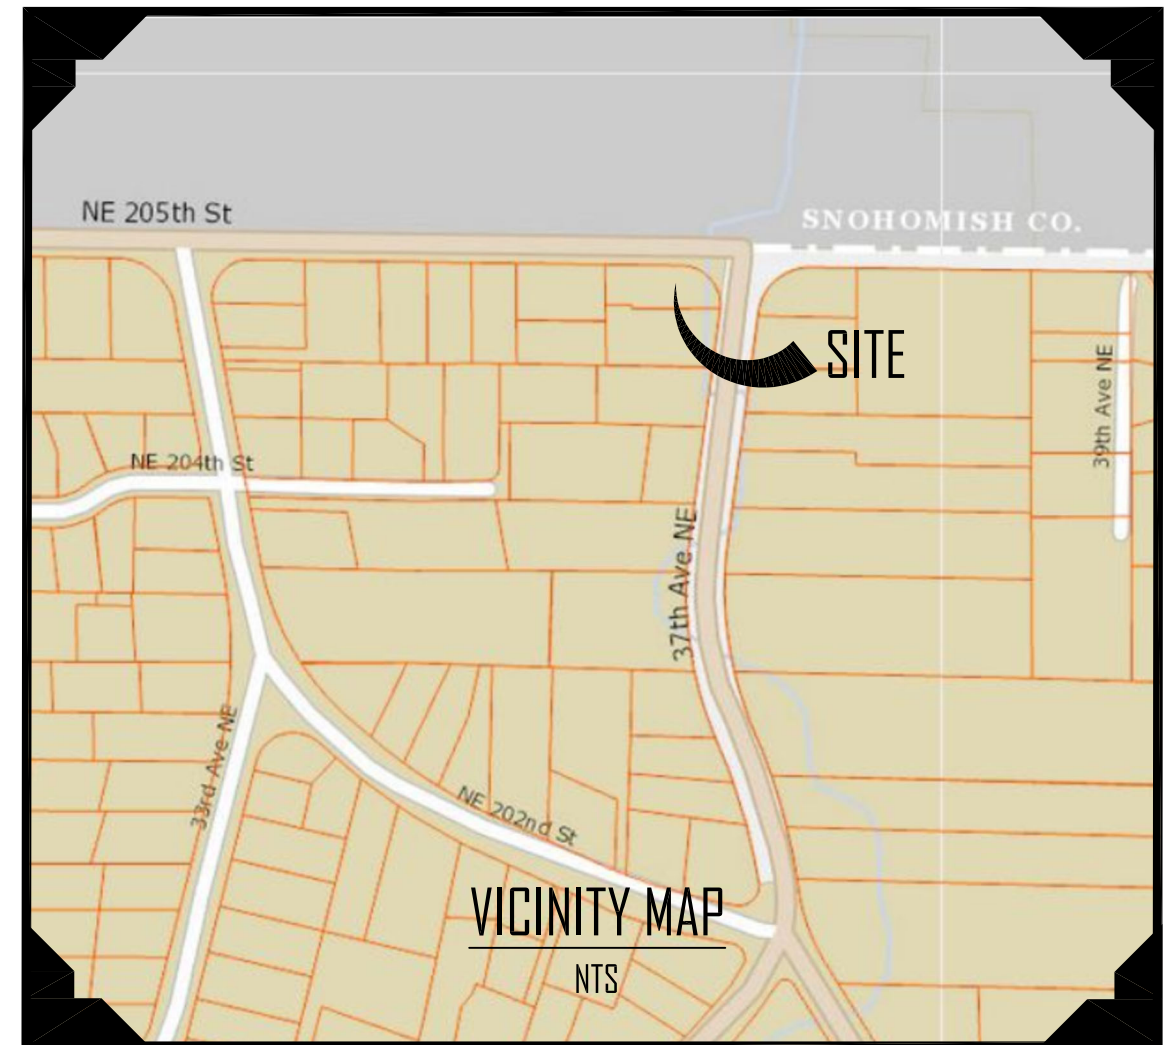 NE 205th St
SNOHOMISH CO.
SITE
39th Ave NE
NE 204th St
37th Ave NE
33rd Ave NE
NE 202nd St
VICINITY MAP
NTS